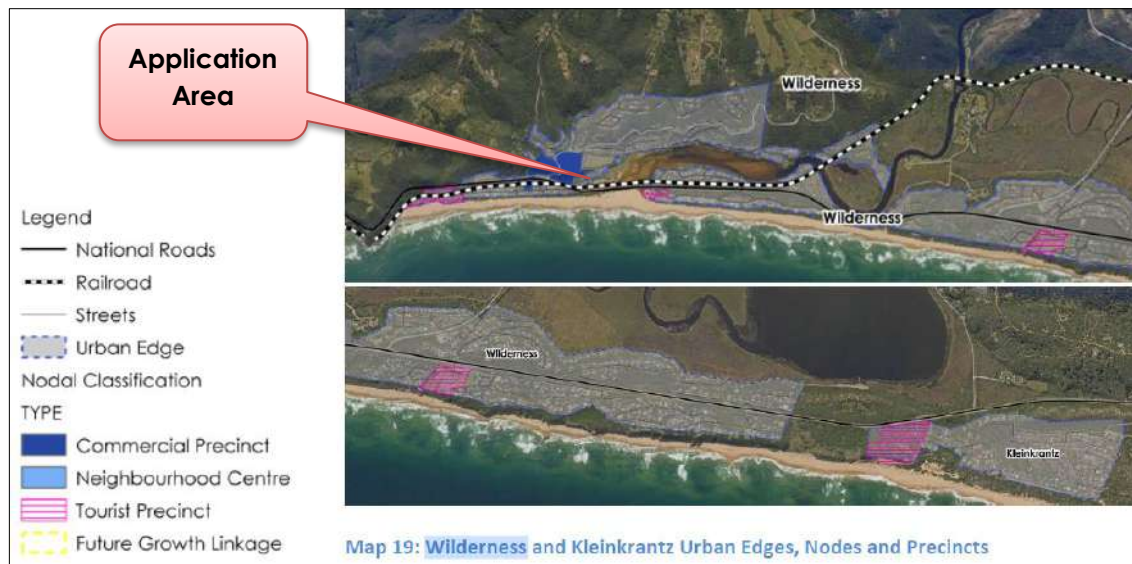 Application
Area
Wilderness
Wilderness
Legend
National Roads
Railroad
Streets
Urban Edge
Nodal Classification
TYPE
Commercial Precinct
Neighbourhood Centre
Tourist Precinct
Future Growth Linkage
Wilderness
Kleinkrantz
Map 19: Wilderness and Kleinkrantz Urban Edges, Nodes and Precincts